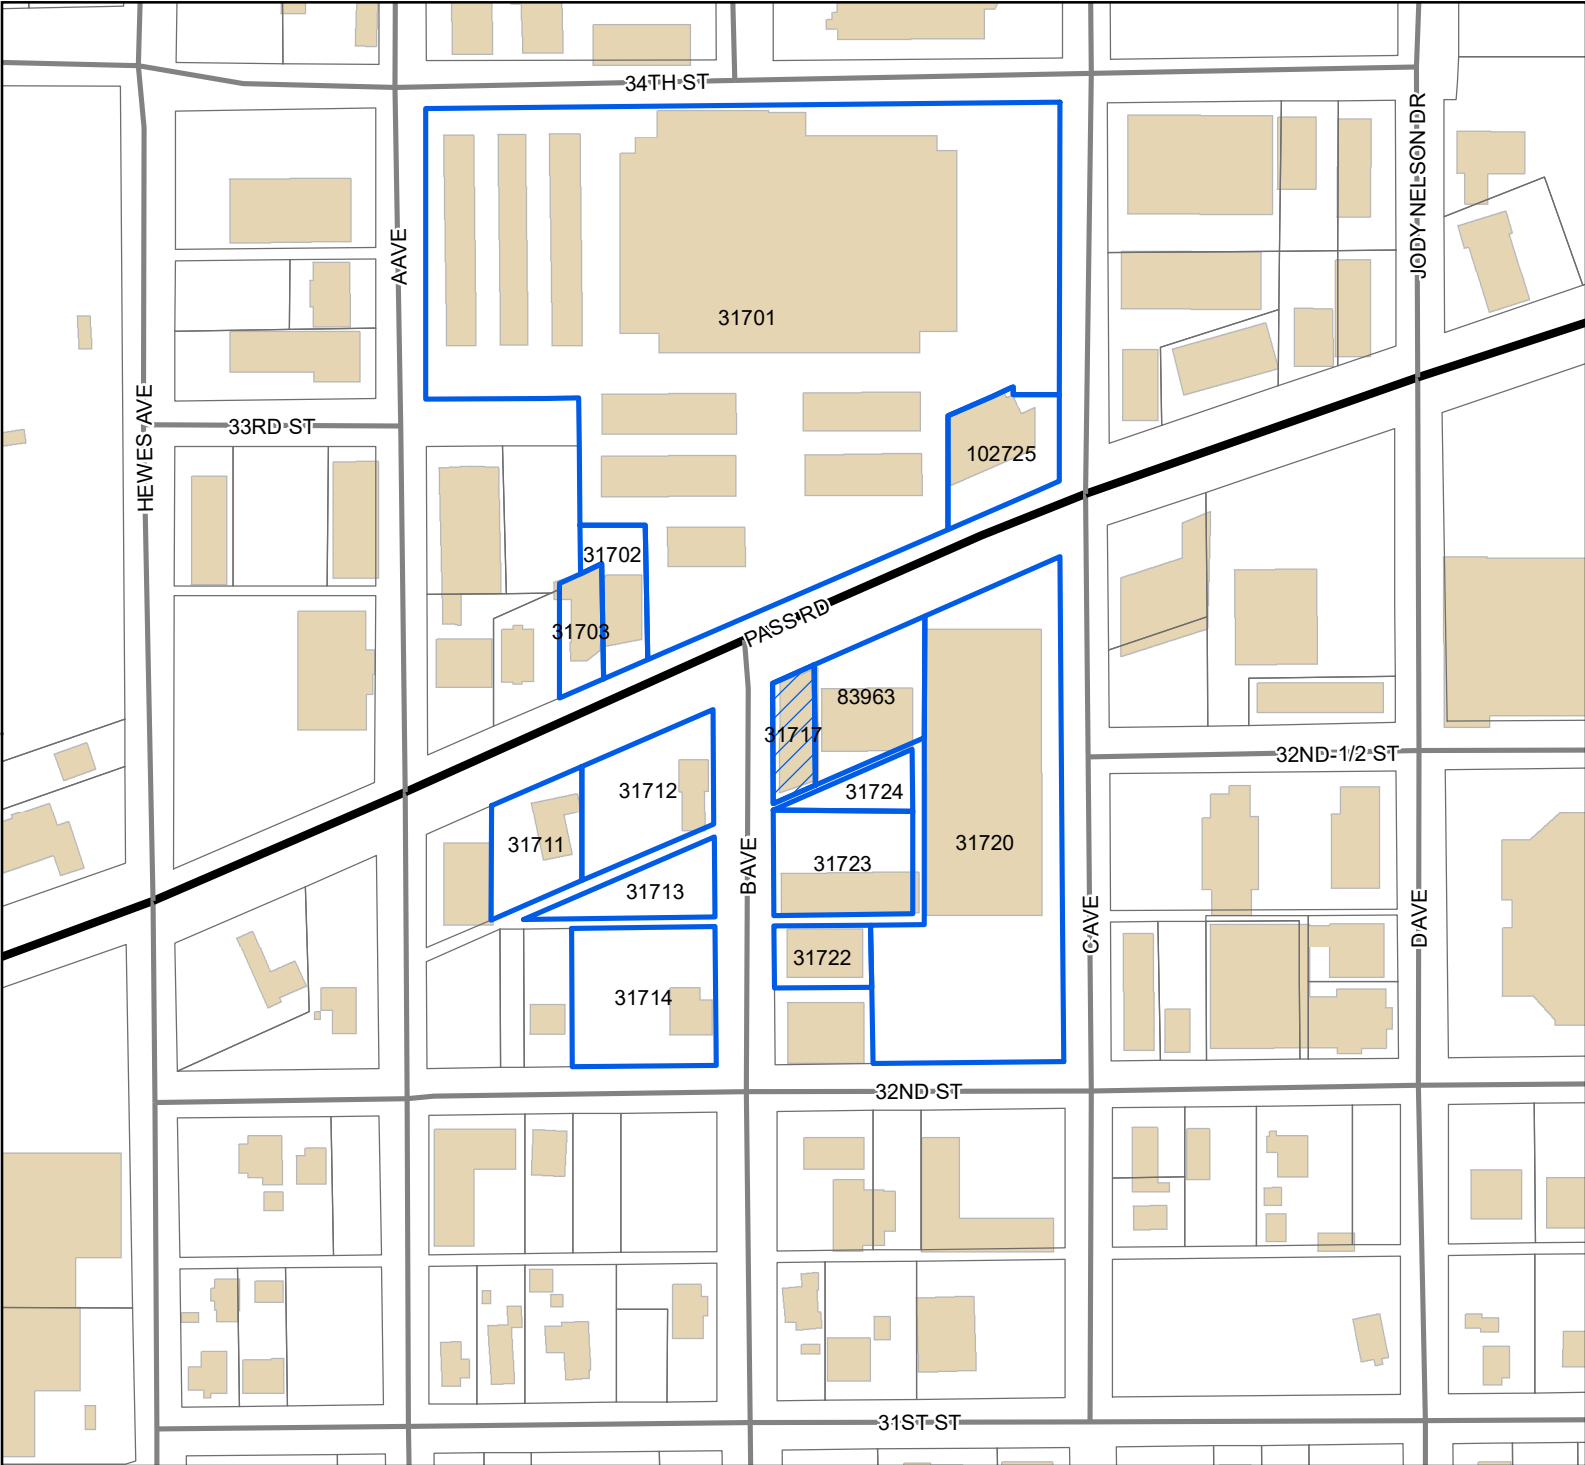 34TH ST
JODY NELSON DR
A AVE
31701
HEWES AVE
33RD ST
102725
31702
PASS RD
31703
83963
31717
32ND-1/2 ST
31712
31724
31711
31723
31720
B AVE
31713
C AVE
D AVE
31722
31714
32ND ST
31ST ST